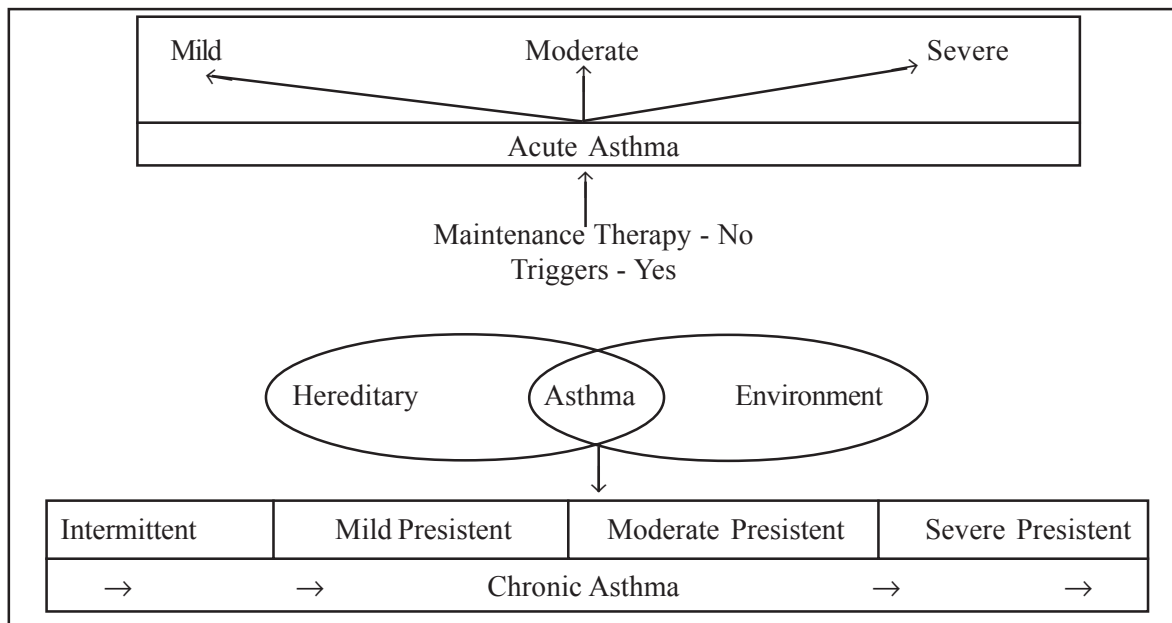 Mild Moderate Severe
Acute Asthma
Maintenance Therapy - No
Triggers - Yes
Hereditary Asthma Environment
Intermittent Mild Presistent Moderate Presistent Severe Presistent
→ → Chronic Asthma → →